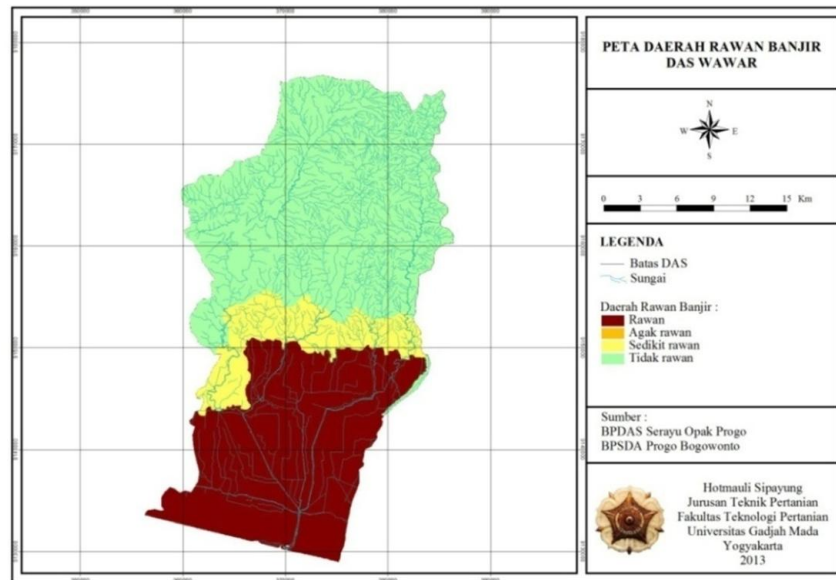 PETA DAERAH RAWAN BANJIR
DAS WAWAR
N
W E
S
0 3 6 9 12 15 Km
LEGENDA
Batas DAS
Sungai
Daerah Rawan Banjir :
Rawan
Agak rawan
Sedikit rawan
Tidak rawan
Sumber :
BPDAS Serayu Opak Progo
BPSDA Progo Bogowonto
Hotmauli Sipayung
Jurusan Teknik Pertanian
Fakultas Teknologi Pertanian
Universitas Gadjah Mada
Yogyakarta
2013